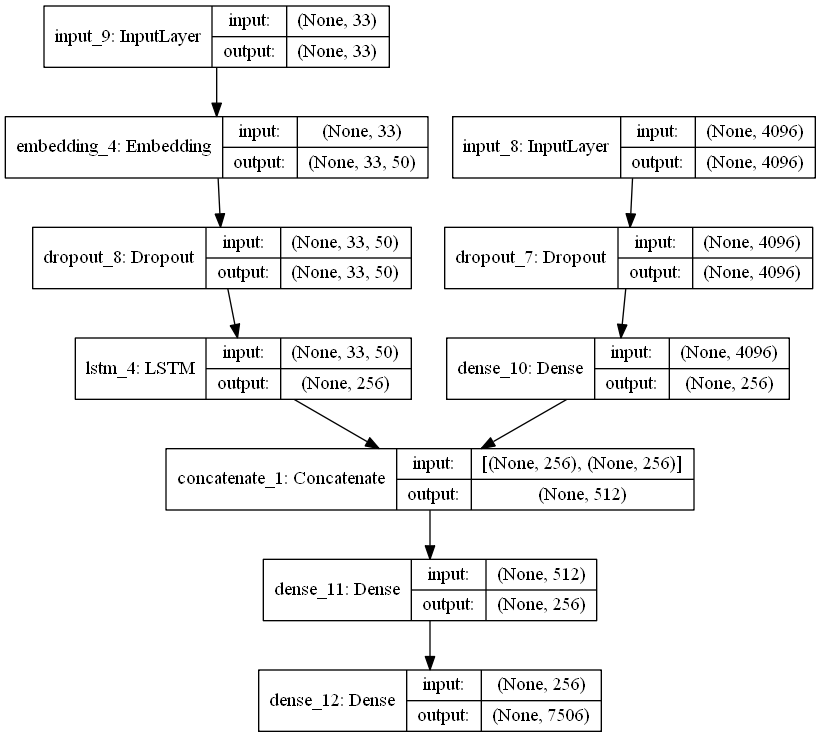 input_9: InputLayer
input: (None, 33)
output: (None, 33)
embedding_4: Embedding
input: (None, 33)
output: (None, 33, 50)
input_8: InputLayer
input: (None, 4096)
output: (None, 4096)
dropout_8: Dropout
input: (None, 33, 50)
output: (None, 33, 50)
dropout_7: Dropout
input: (None, 4096)
output: (None, 4096)
lstm_4: LSTM
input: (None, 33, 50)
output: (None, 256)
dense_10: Dense
input: (None, 4096)
output: (None, 256)
concatenate_1: Concatenate
input: [(None, 256), (None, 256)]
output: (None, 512)
dense_11: Dense
input: (None, 512)
output: (None, 256)
dense_12: Dense
input: (None, 256)
output: (None, 7506)